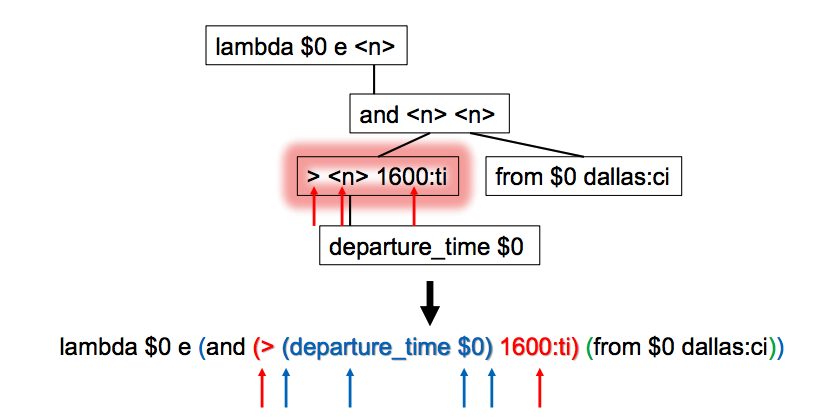 lambda $0 e <n>
and <n> <n>
> <n> 1600:ti
from $0 dallas:ci
departure_time $0
lambda $0 e (and (> (departure_time $0) 1600:ti) (from $0 dallas:ci))